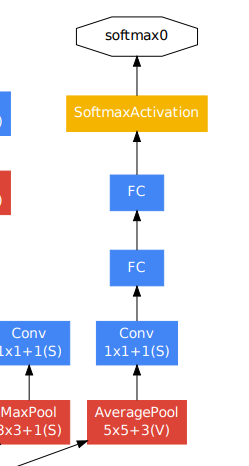 softmax0
SoftmaxActivation
FC
FC
Conv
1x1+1(S)
Conv
1x1+1(S)
MaxPool
3x3+1(S)
AveragePool
5x5+3(V)